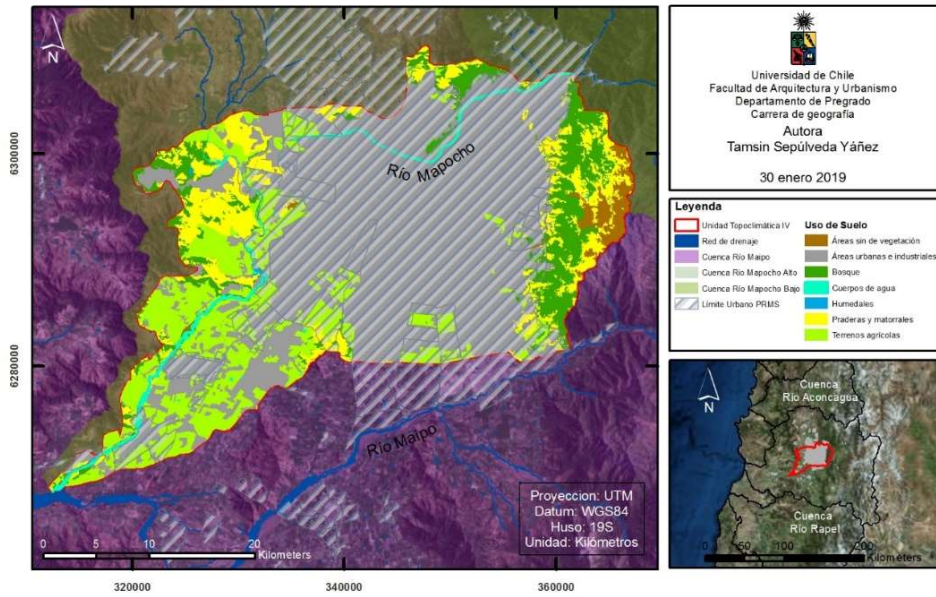 N
6300000
6280000
320000
340000
360000
Río Mapocho
Río Maipo
0
5
10
20
Kilometers
Proyeccion: UTM
Datum: WGS84
Huso: 19S
Unidad: Kilómetros
Universidad de Chile
Facultad de Arquitectura y Urbanismo
Departamento de Pregrado
Carrera de geografía
Autora
Tamsin Sepúlveda Yáñez
30 enero 2019
Leyenda
Unidad Topoclimática IV
Red de drenaje
Cuenca Río Maipo
Cuenca Río Mapocho Alto
Cuenca Río Mapocho Bajo
Límite Urbano PRMS
Uso de Suelo
Áreas sin de vegetación
Áreas urbanas e industriales
Bosque
Cuerpos de agua
Humedales
Praderas y matorrales
Terrenos agrícolas
N
Cuenca
Río Aconcagua
Cuenca
Río Rapel
0
50
100
200
Kilometers